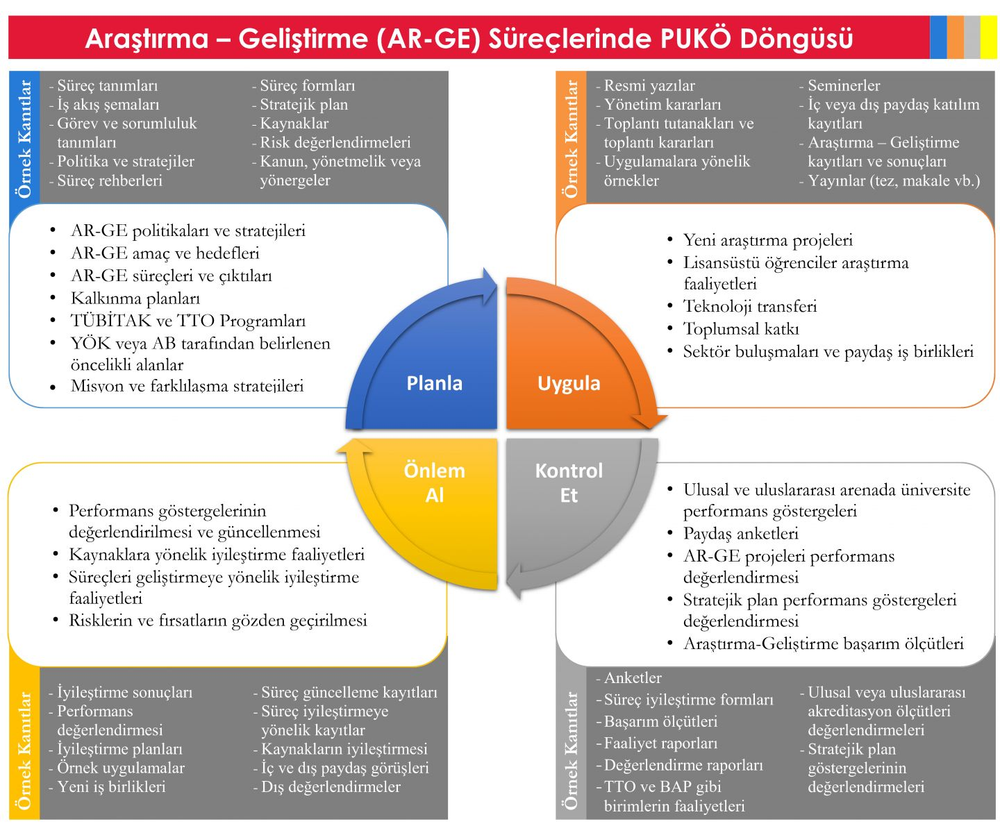 Araştırma – Geliştirme (AR-GE) Süreçlerinde PUKÖ Döngüsü
Örnek Kanıtlar
- Süreç tanımları
- İş akış şemaları
- Görev ve sorumluluk
tanımları
- Politika ve stratejiler
- Süreç rehberleri
- Süreç formları
- Stratejik plan
- Kaynaklar
- Risk değerlendirmeleri
- Kanun, yönetmelik veya
yönergeler
• AR-GE politikaları ve stratejileri
• AR-GE amaç ve hedefleri
• AR-GE süreçleri ve çıktıları
• Kalkınma planları
• TÜBİTAK ve TTO Programları
• YÖK veya AB tarafından belirlenen
öncelikli alanlar
• Misyon ve farklılaşma stratejileri
Örnek Kanıtlar
- Resmi yazılar
- Yönetim kararları
- Toplantı tutanakları ve
toplantı kararları
- Uygulamalara yönelik
örnekler
- Seminerler
- İç veya dış paydaş katılım
kayıtları
- Araştırma – Geliştirme
kayıtları ve sonuçları
- Yayınlar (tez, makale vb.)
• Yeni araştırma projeleri
• Lisansüstü öğrenciler araştırma
faaliyetleri
• Teknoloji transferi
• Toplumsal katkı
• Sektör buluşmaları ve paydaş iş birlikleri
Planla
Uygula
Önlem
Al
Kontrol
Et
• Performans göstergelerinin
değerlendirilmesi ve güncellenmesi
• Kaynaklara yönelik iyileştirme faaliyetleri
• Süreçleri geliştirmeye yönelik iyileştirme
faaliyetleri
• Risklerin ve fırsatların gözden geçirilmesi
Örnek Kanıtlar
- İyileştirme sonuçları
- Performans
değerlendirmesi
- İyileştirme planları
- Örnek uygulamalar
- Yeni iş birlikleri
- Süreç güncelleme kayıtları
- Süreç iyileştirmeye
yönelik kayıtlar
- Kaynakların iyileştirmesi
- İç ve dış paydaş görüşleri
- Dış değerlendirmeler
• Ulusal ve uluslararası arenada üniversite
performans göstergeleri
• Paydaş anketleri
• AR-GE projeleri performans
değerlendirmesi
• Stratejik plan performans göstergeleri
değerlendirmesi
• Araştırma-Geliştirme başarım ölçütleri
Örnek Kanıtlar
- Anketler
- Süreç iyileştirme formları
- Başarım ölçütleri
- Faaliyet raporları
- Değerlendirme raporları
- TTO ve BAP gibi
birimlerin faaliyetleri
- Ulusal veya uluslararası
akreditasyon ölçütleri
değerlendirmeleri
- Stratejik plan
göstergelerinin
değerlendirmeleri